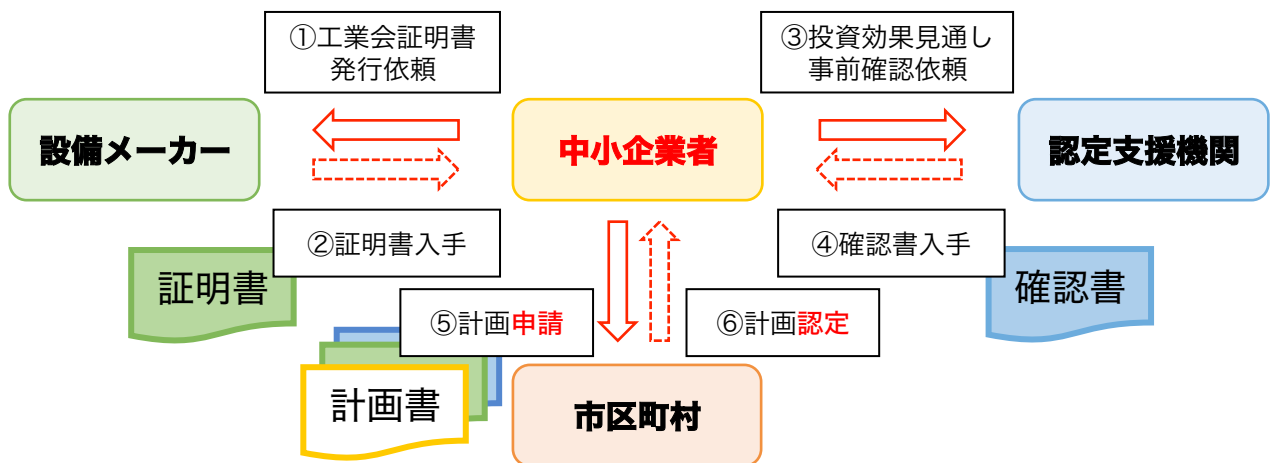 ①工業会証明書
発行依頼
③投資効果見通し
事前確認依頼
設備メーカー
中小企業者
認定支援機関
②証明書入手
④確認書入手
証明書
確認書
⑤計画申請
⑥計画認定
計画書
市区町村